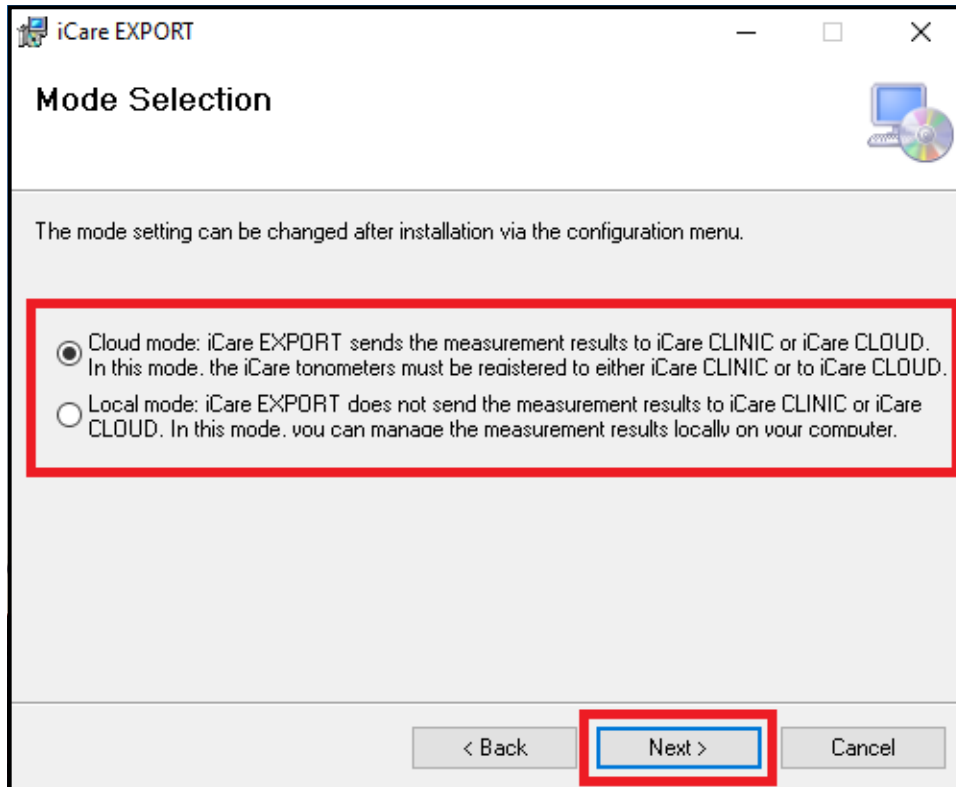 iCare EXPORT
Mode Selection
The mode setting can be changed after installation via the configuration menu.
Cloud mode: iCare EXPORT sends the measurement results to iCare CLINIC or iCare CLOUD.
In this mode, the iCare tonometers must be registered to either iCare CLINIC or to iCare CLOUD.
Local mode: iCare EXPORT does not send the measurement results to iCare CLINIC or iCare
CLOUD. In this mode, you can manage the measurement results locally on your computer.
< Back
Next >
Cancel